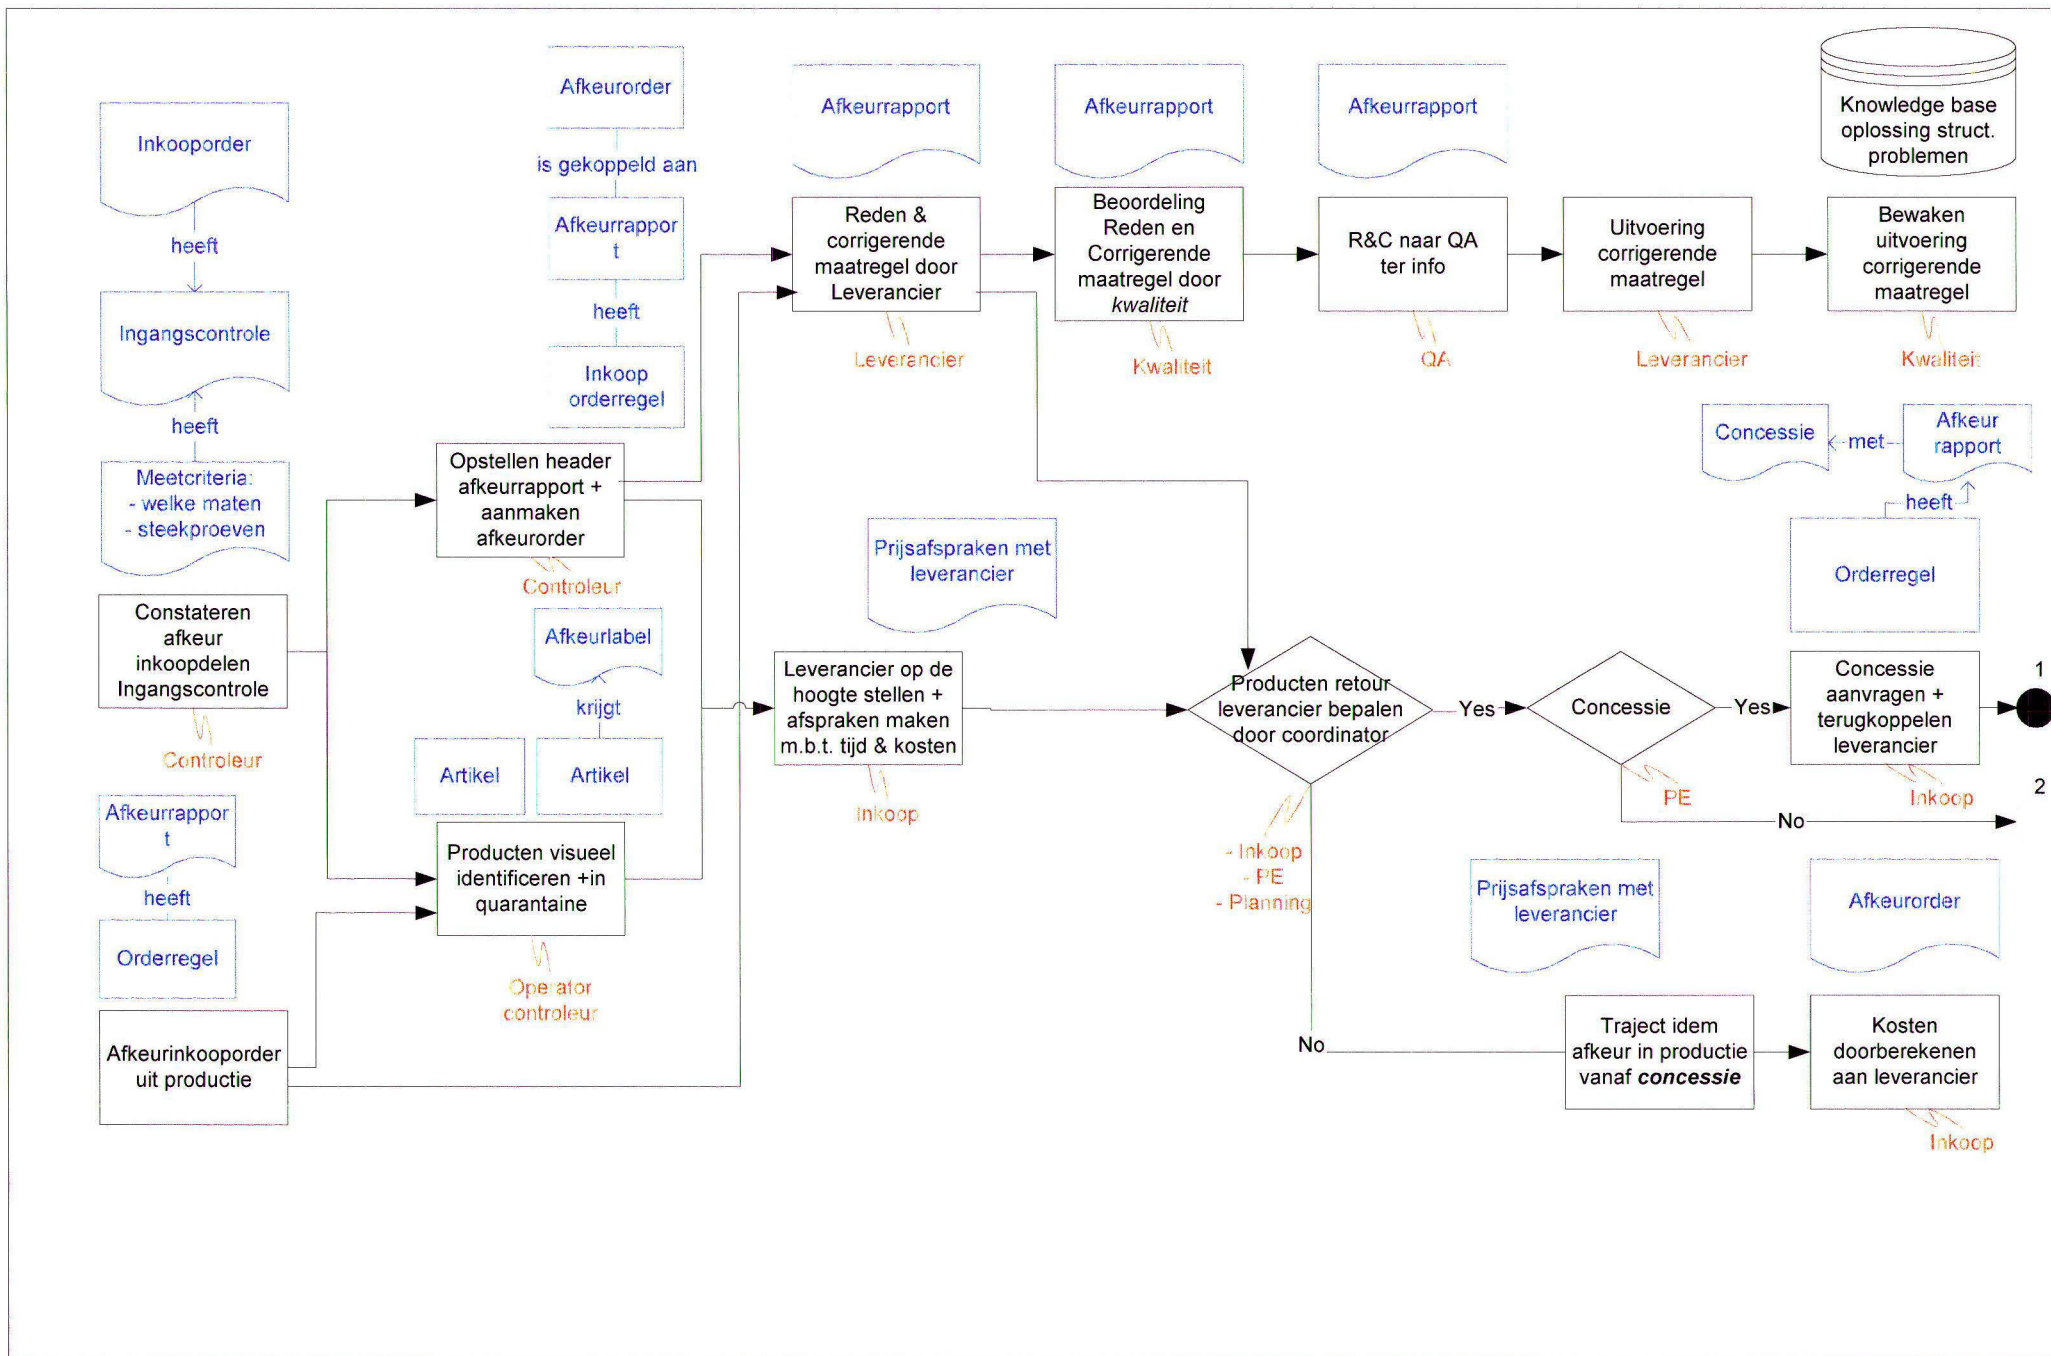 Inkooporder
heeft
Ingangscontrole
heeft
Meetcriteria:
- welke maten
- steekproeven
Constateren
afkeur
inkoopdelen
Ingangscontrole
Controleur
Afkeurrappor
t
heeft
Orderregel
Afkeurinkooporder
uit productie
Afkeurorder
is gekoppeld aan
Afkeurrappor
t
heeft
Inkoop
orderregel
Opstellen header
afkeurrapport +
aanmaken
afkeurorder
Controleur
Afkeurlabel
krijgt
Artikel
Artikel
Producten visueel
identificeren +in
quarantaine
Operator
controleur
Afkeurrapport
Reden &
corrigerende
maatregel door
Leverancier
Leverancier
Afkeurrapport
Beoordeling
Reden en
Corrigerende
maatregel door
kwaliteit
Kwaliteit
Afkeurrapport
R&C naar QA
ter info
QA
Uitvoering
corrigerende
maatregel
Leverancier
Knowledge base
oplossing struct.
problemen
Bewaken
uitvoering
corrigerende
maatregel
Kwaliteit
Prijsafspraken met
leverancier
Leverancier op de
hoogte stellen +
afspraken maken
m.b.t. tijd & kosten
Inkoop
Producten retour
leverancier bepalen
door coordinator
- Inkoop
- PE
- Planning
Yes
Concessie
PE
Yes
Concessie
met
Afkeur
rapport
heeft
Orderregel
Concessie
aanvragen +
terugkoppelen
leverancier
Inkoop
1
2
No
No
Prijsafspraken met
leverancier
Afkeurorder
Traject idem
afkeur in productie
vanaf concessie
Kosten
doorberekenen
aan leverancier
Inkoop